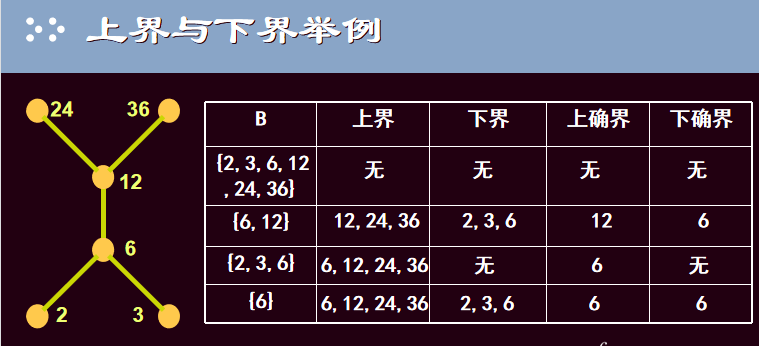 上界与下界举例
24
36
12
6
2
3
B 上界 下界 上确界 下确界
{2,3,6,12
,24,36} 无 无 无 无
{6,12} 12,24,36 2,3,6 12 6
{2,3,6} 6,12,24,36 无 6 无
{6} 6,12,24,36 2,3,6 6 6